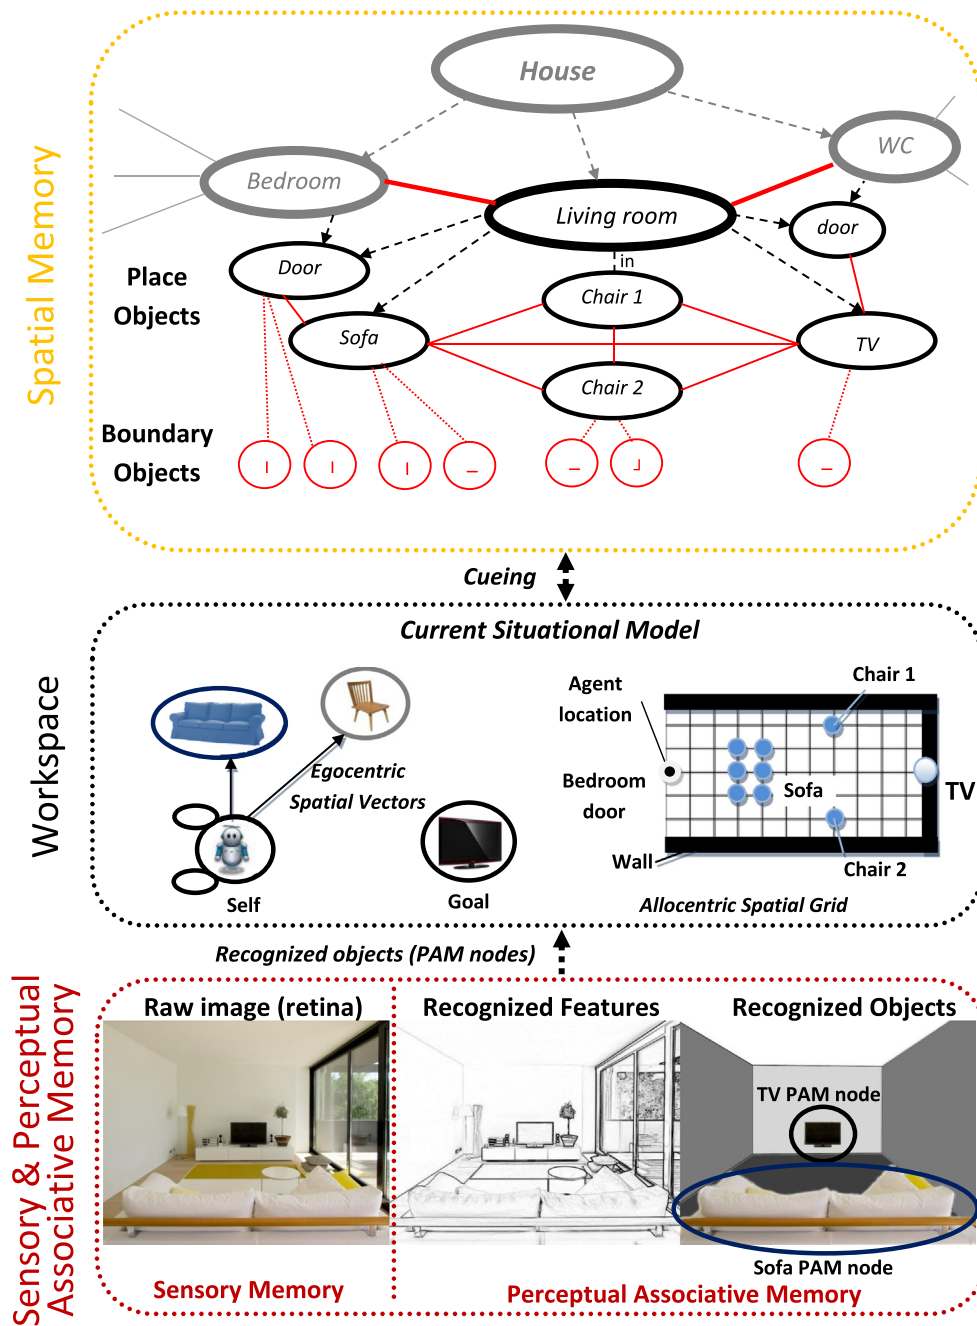 House
WC
Bedroom
Living room
door
Door
in
Place
Objects
Chair 1
Sofa
TV
Chair 2
Boundary
Objects
Spatial Memory
Cueing
Current Situational Model
Workspace
Agent
location
Chair 1
Egocentric
Spatial Vectors
Bedroom
door
Sofa
TV
Wall
Chair 2
Self
Goal
Allocentric Spatial Grid
Recognized objects (PAM nodes)
Sensory & Perceptual
Associative Memory
Raw image (retina)
Recognized Features
Recognized Objects
TV PAM node
Sofa PAM node
Sensory Memory
Perceptual Associative Memory